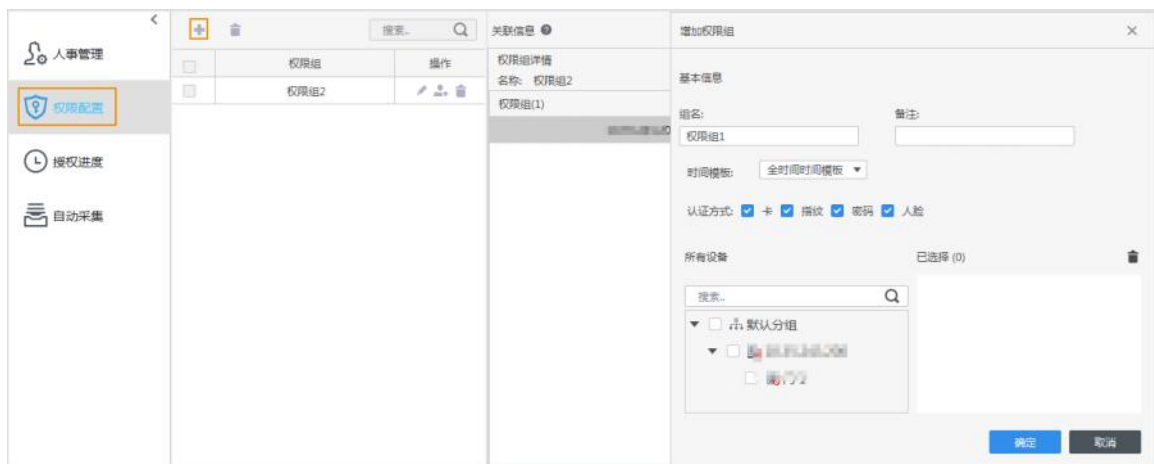 人事管理
权限配置
授权进度
自动采集
搜索..
权限组 操作
权限组2
关联信息
权限组详情
名称: 权限组2
权限组(1)
增加权限组
基本信息
组名: 备注:
权限组1
时间模板: 全时间时间模板
认证方式: 卡 指纹 密码 人脸
所有设备 已选择 (0)
搜索..
默认分组
确定 取消